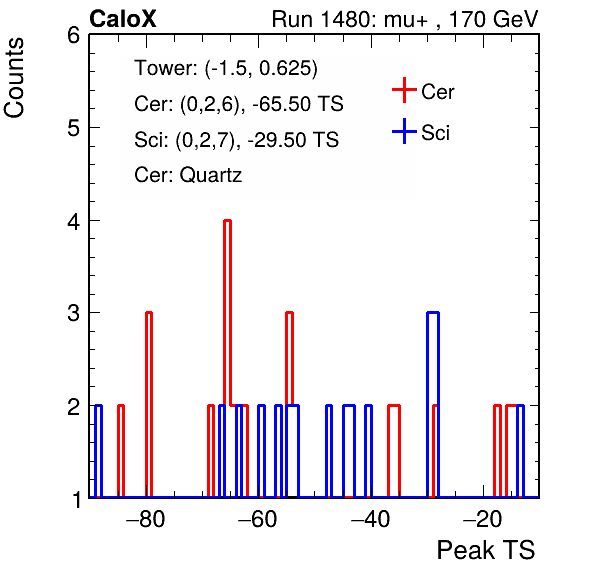 CaloX Run 1480: mu+ , 170 GeV
Counts
6
Tower: (-1.5, 0.625)
Cer: (0,2,6), -65.50 TS
Sci: (0,2,7), -29.50 TS
Cer: Quartz
Cer
Sci
5
4
3
2
1
−80 −60 −40 −20
Peak TS